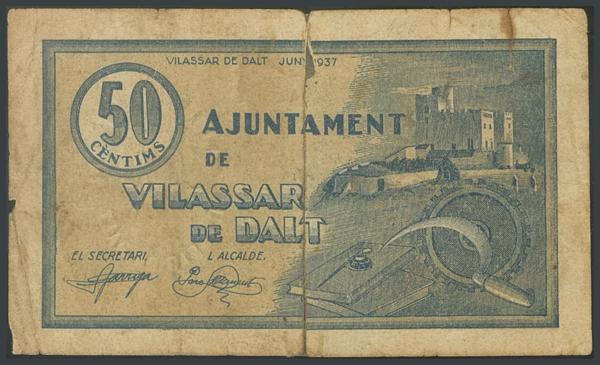 VILASSAR DE DALT JUNY 1937
50
CÈNTIMS
AJUNTAMENT
DE
VILASSAR
DE DALT
EL SECRETARI,
L ALCALDE.